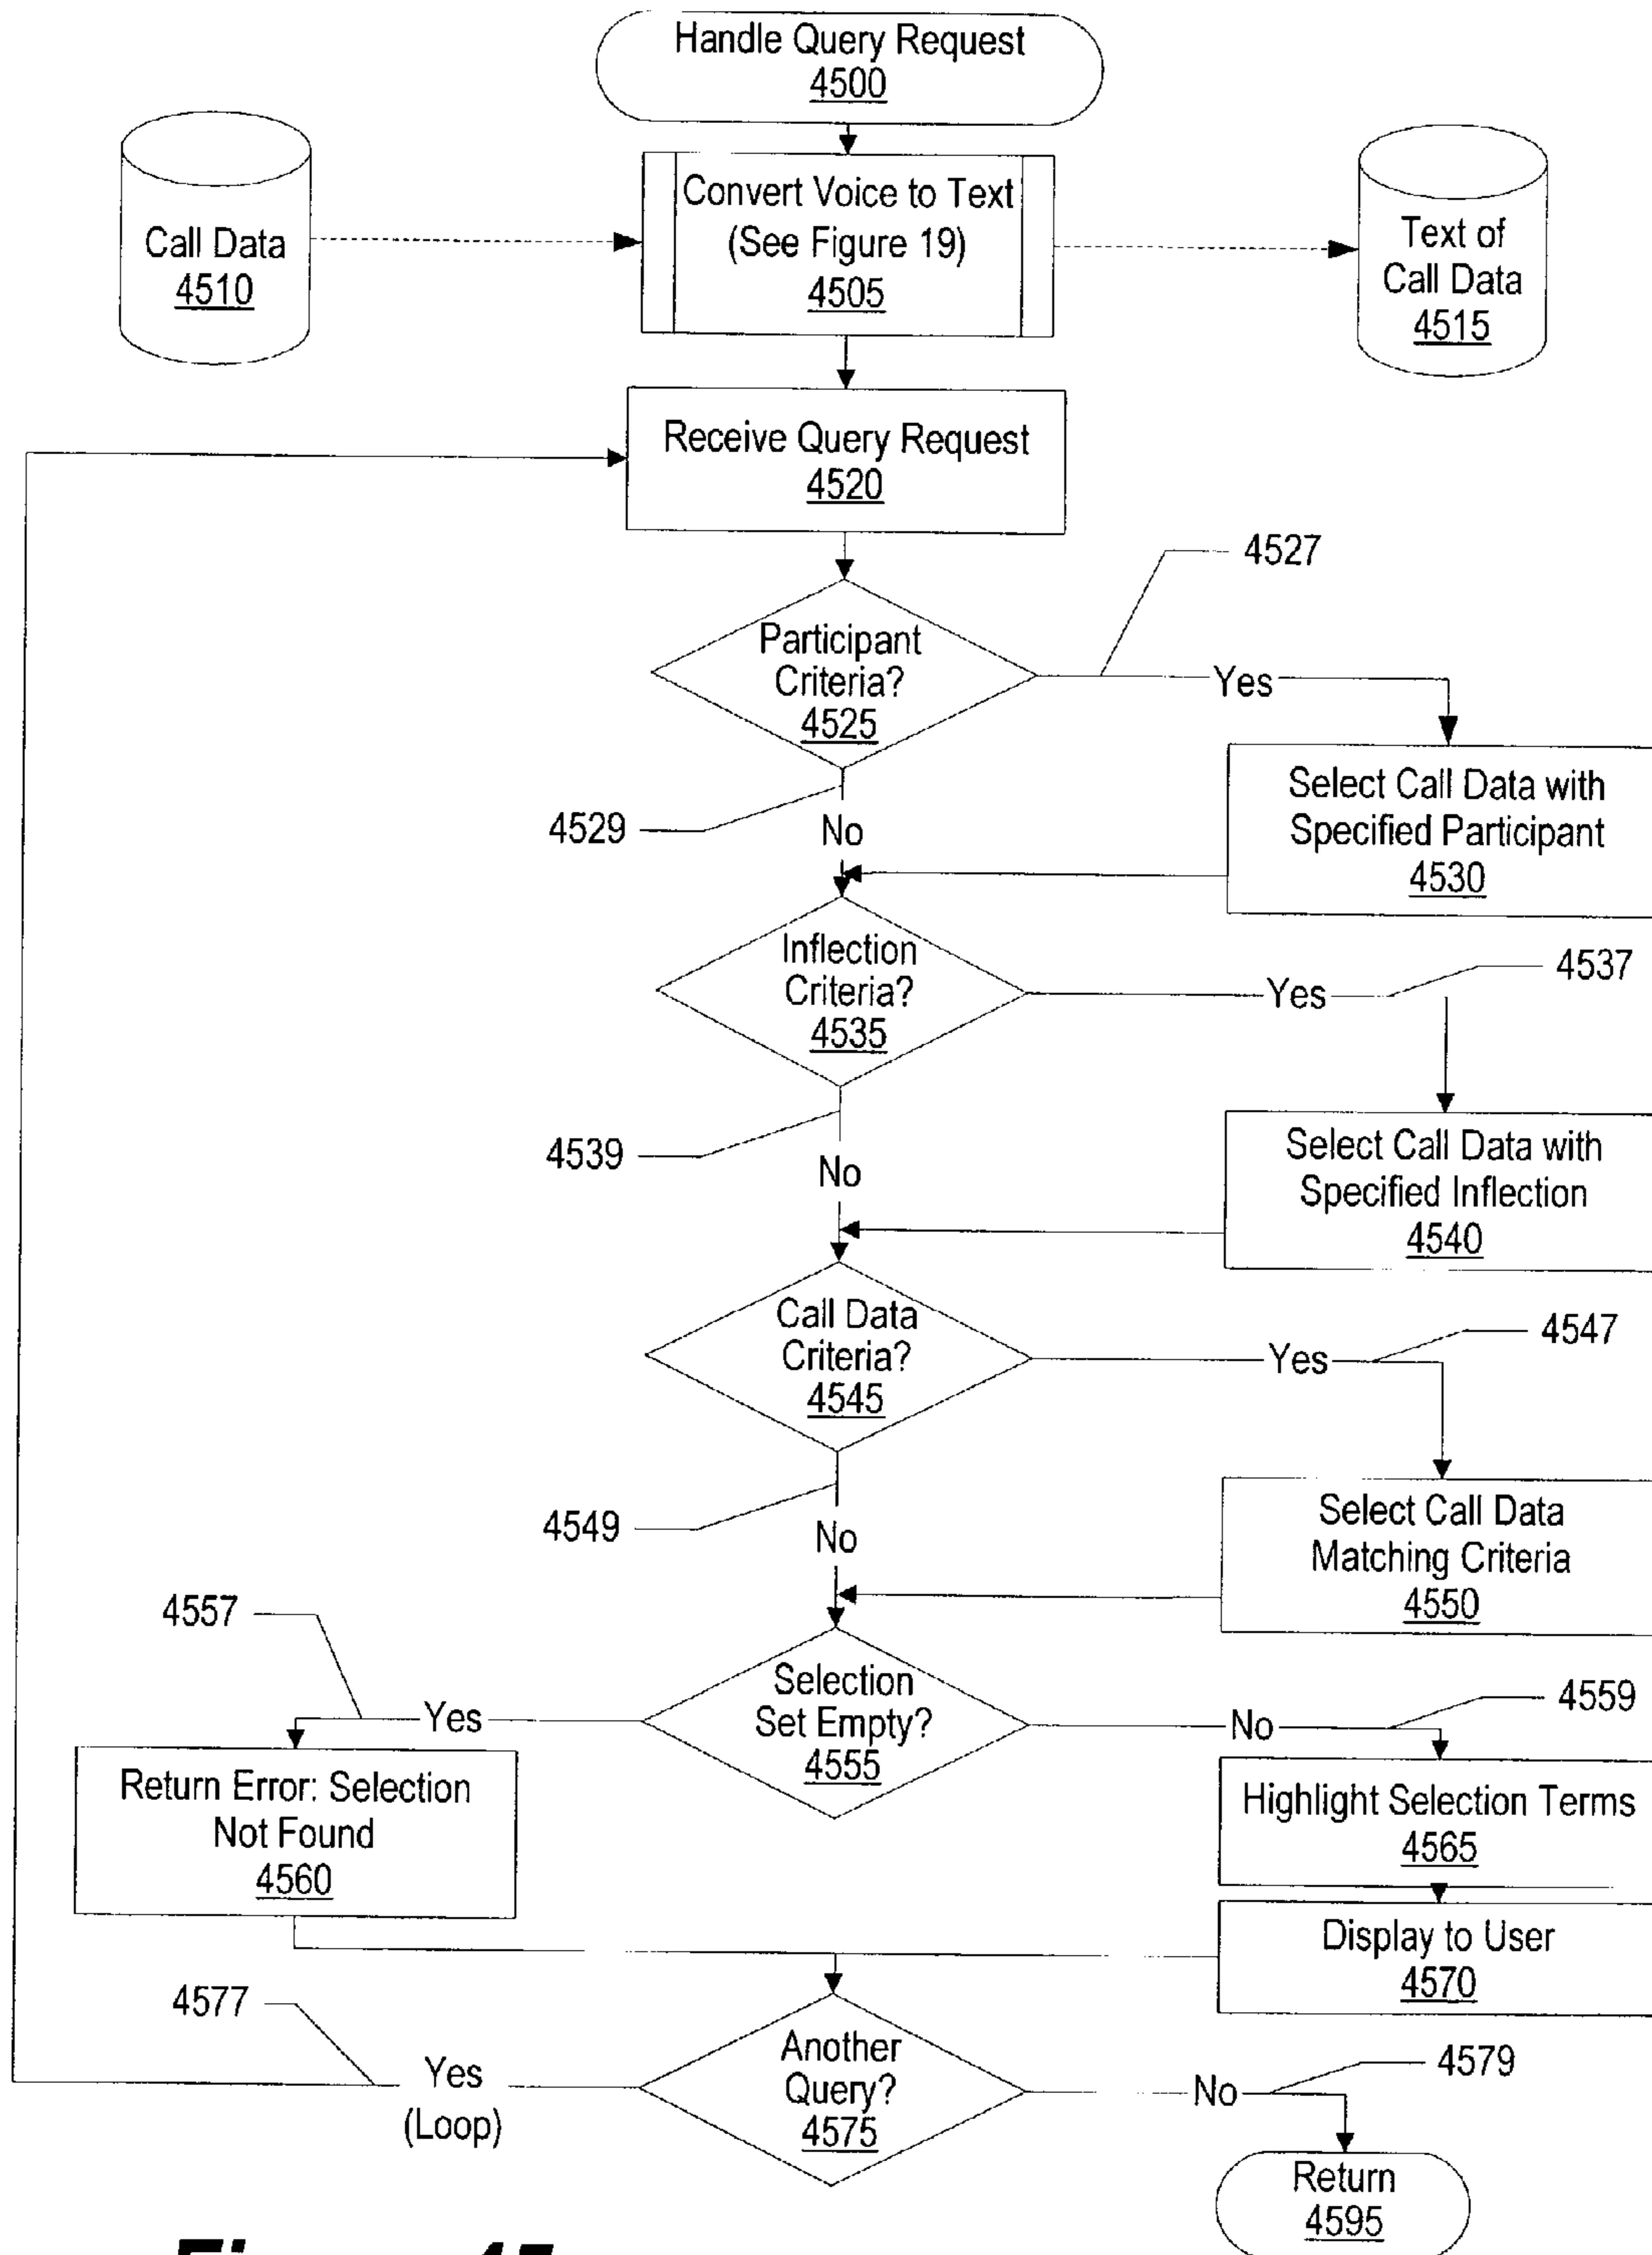 Handle Query Request
4500
Call Data
4510
Convert Voice to Text
(See Figure 19)
4505
Text of
Call Data
4515
Receive Query Request
4520
4527
Participant
Criteria?
4525
Yes
4529
No
Select Call Data with
Specified Participant
4530
Inflection
Criteria?
4535
Yes
4537
4539
No
Select Call Data with
Specified Inflection
4540
Call Data
Criteria?
4545
Yes
4547
4549
No
Select Call Data
Matching Criteria
4550
4557
Selection
Set Empty?
4555
Yes
No
4559
Return Error: Selection
Not Found
4560
Highlight Selection Terms
4565
Display to User
4570
4577
Another
Query?
4575
Yes
(Loop)
No
4579
Return
4595